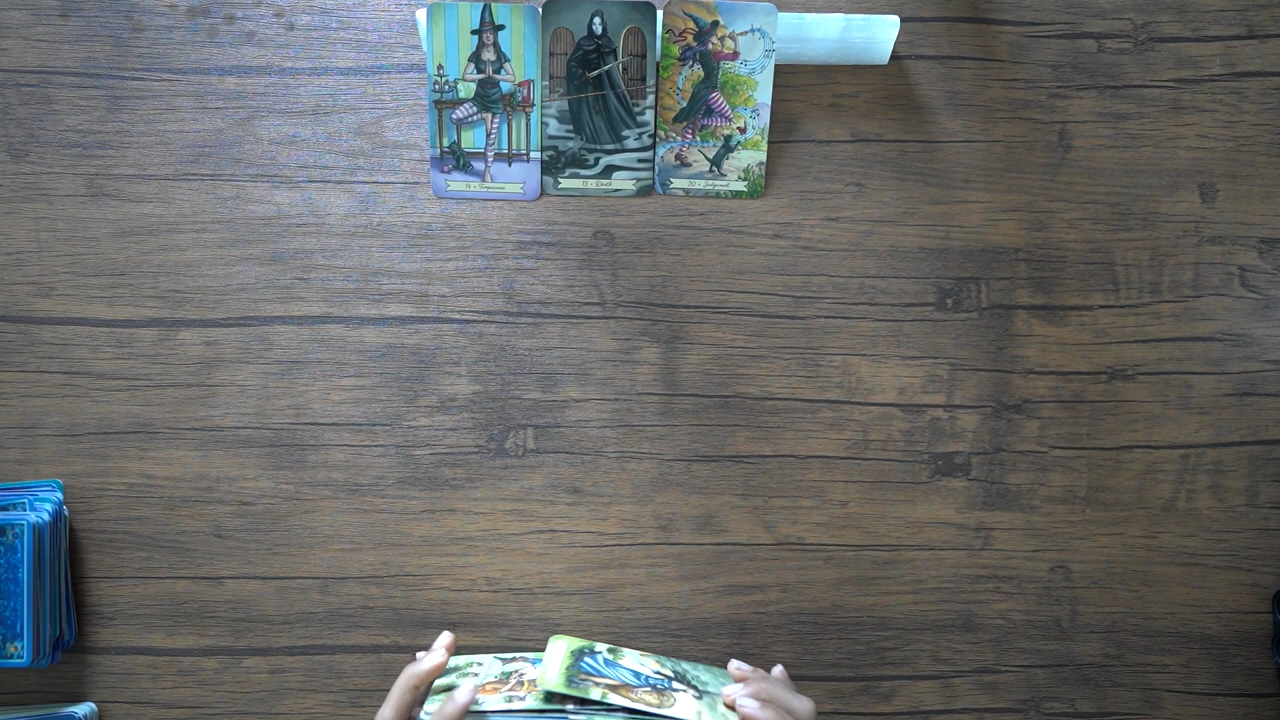 14 • Temperance
13 • Death
20 • Judgement